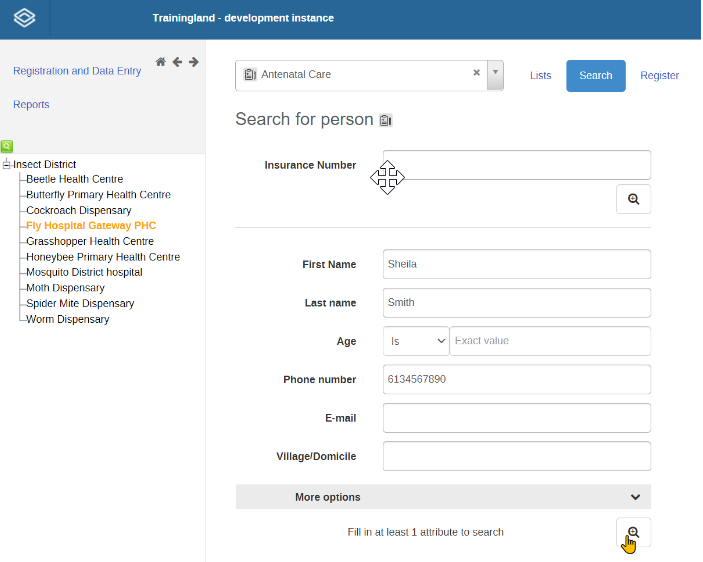 Trainingland - development instance
Registration and Data Entry
Reports
Insect District
Beetle Health Centre
Butterfly Primary Health Centre
Cockroach Dispensary
Fly Hospital Gateway PHC
Grasshopper Health Centre
Honeybee Primary Health Centre
Mosquito District hospital
Moth Dispensary
Spider Mite Dispensary
Worm Dispensary
Antenatal Care
Lists
Search
Register
Search for person
Insurance Number
First Name Sheila
Last name Smith
Age Is Exact value
Phone number 6134567890
E-mail
Village/Domicile
More options
Fill in at least 1 attribute to search